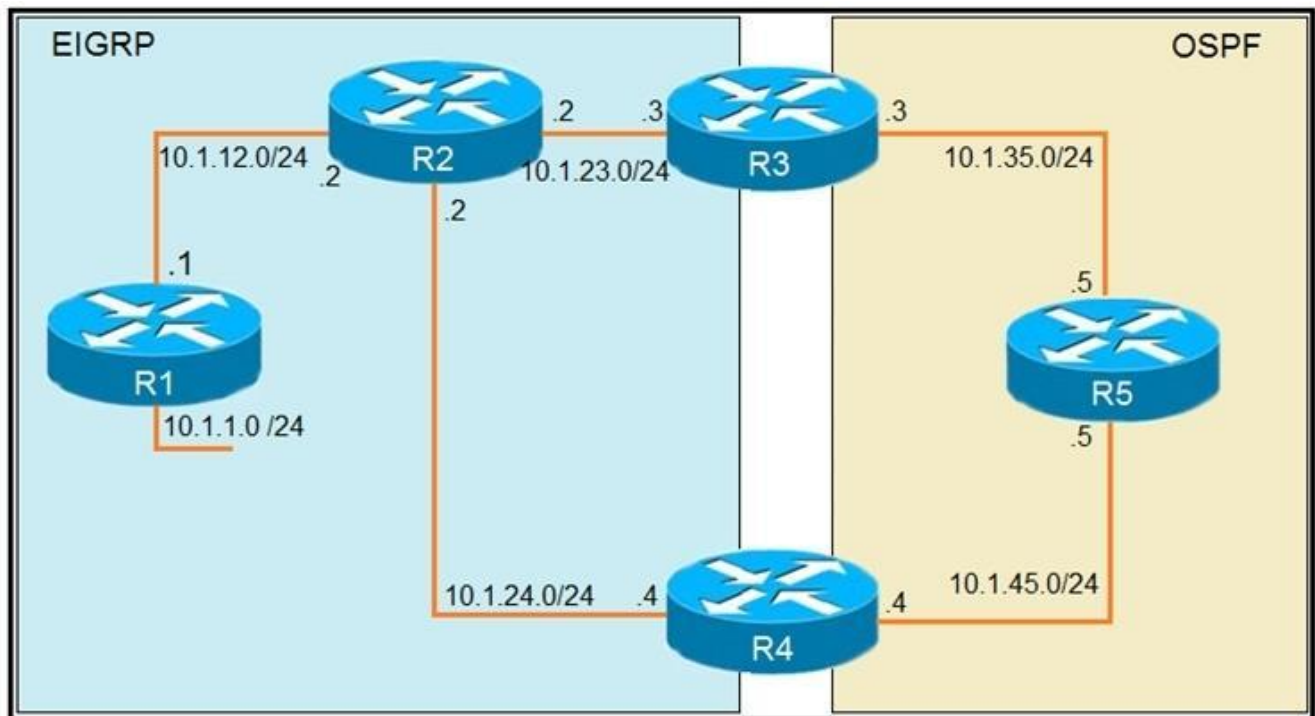 EIGRP
OSPF
.2
.3
.3
10.1.12.0/24
R2
R3
10.1.35.0/24
.2
10.1.23.0/24
.2
.1
.5
R1
R5
10.1.1.0 /24
.5
10.1.24.0/24
.4
10.1.45.0/24
.4
R4